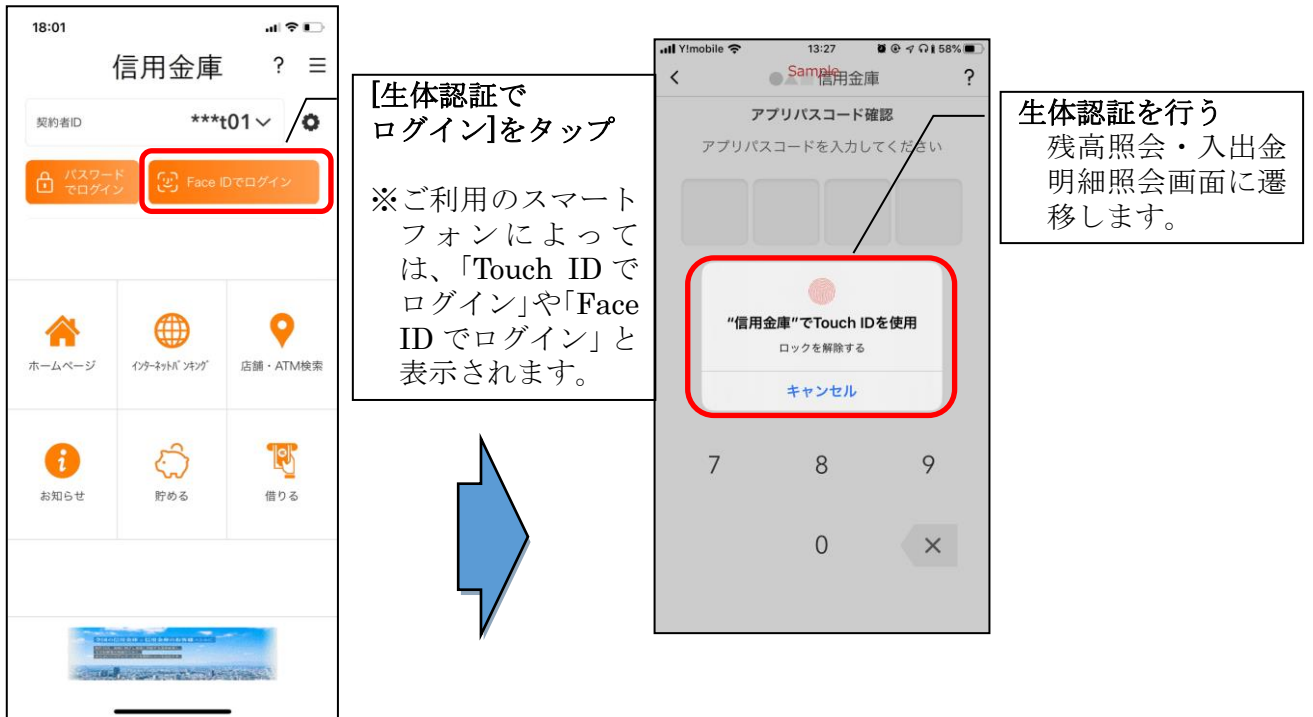 18:01
信用金庫
?
契約者ID
***t01
パスワード
でログイン
Face IDでログイン
ホームページ
インターネットバンキング
店舗・ATM検索
お知らせ
貯める
借りる
[生体認証で
ログイン]をタップ
※ご利用のスマート
フォンによって
は、「Touch ID で
ログイン」や「Face
ID でログイン」と
表示されます。
Y!mobile
13:27
58%
Sample
信用金庫
?
アプリパスコード確認
アプリパスコードを入力してください
“信用金庫”でTouch IDを使用
ロックを解除する
キャンセル
7
8
9
0
生体認証を行う
残高照会・入出金
明細照会画面に遷
移します。